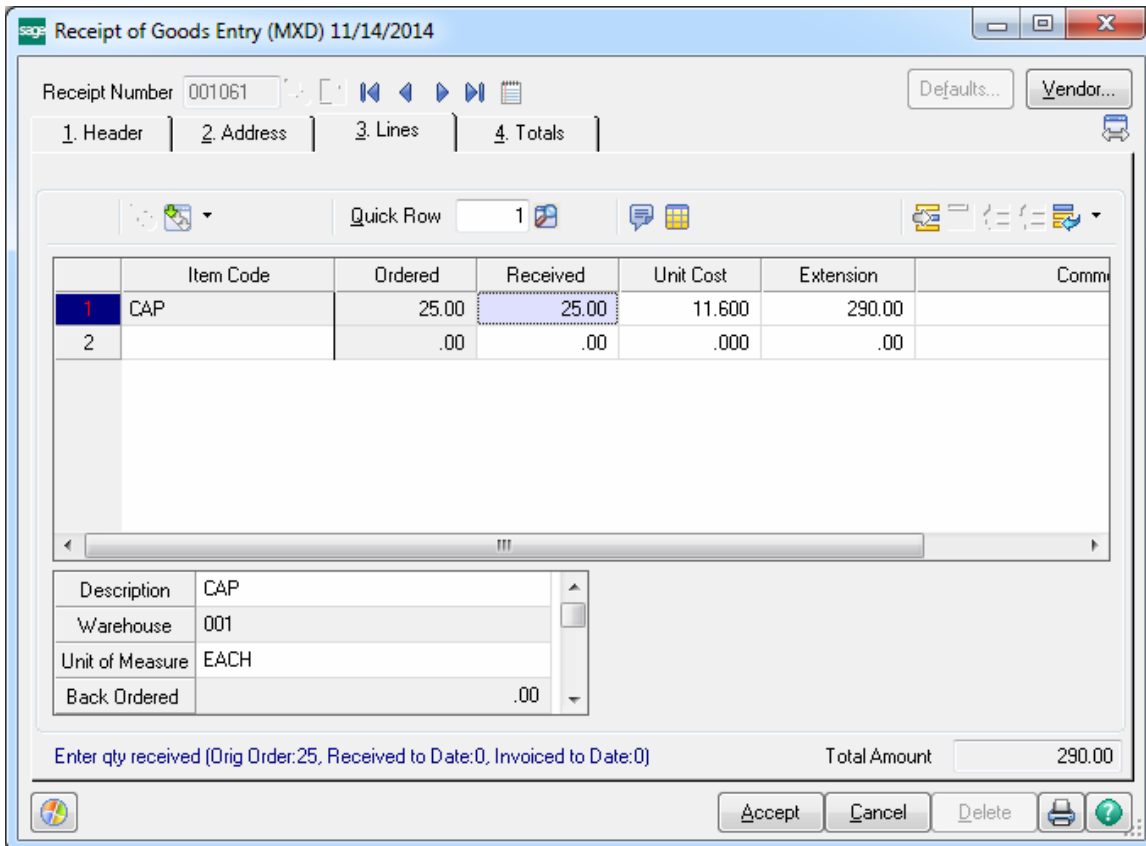 sage Receipt of Goods Entry (MXD) 11/14/2014
Receipt Number 001061 Defaults... Vendor...
1. Header 2. Address 3. Lines 4. Totals
Quick Row 1
Item Code Ordered Received Unit Cost Extension
1 CAP 25.00 25.00 11.600 290.00
2 .00 .00 .000 .00
Description CAP
Warehouse 001
Unit of Measure EACH
Back Ordered .00
Enter qty received (Orig Order:25, Received to Date:0, Invoiced to Date:0) Total Amount 290.00
Accept Cancel Delete